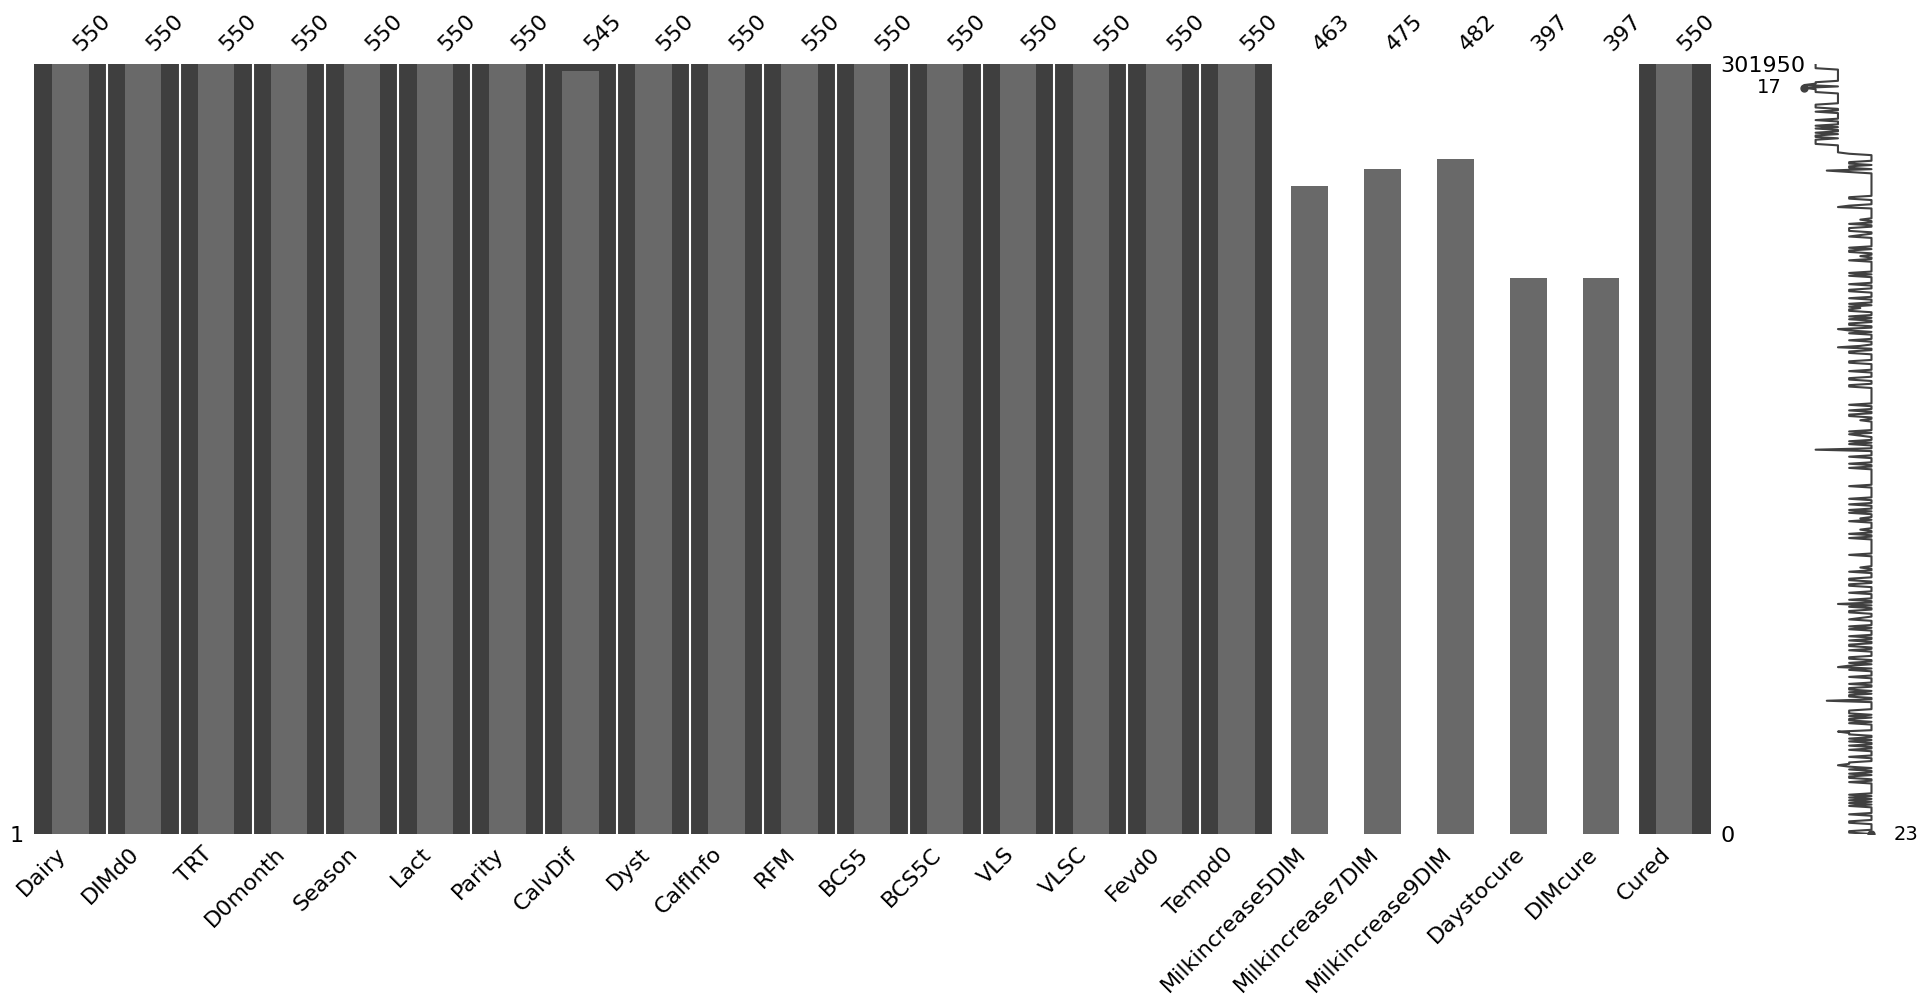 550 550 550 550 550 550 550 545 550 550 550 550 550 550 550 550 550 463 475 482 397 397 550
301950
17
1
0
23
Dairy DIMd0 TRT D0month Season Lact Parity CalvDif Dyst CalfInfo RFM BCS5 BCS5C VLS VLSC Fevd0 Tempd0 Milkincrease5DIM Milkincrease7DIM Milkincrease9DIM Daystocure DIMcure Cured